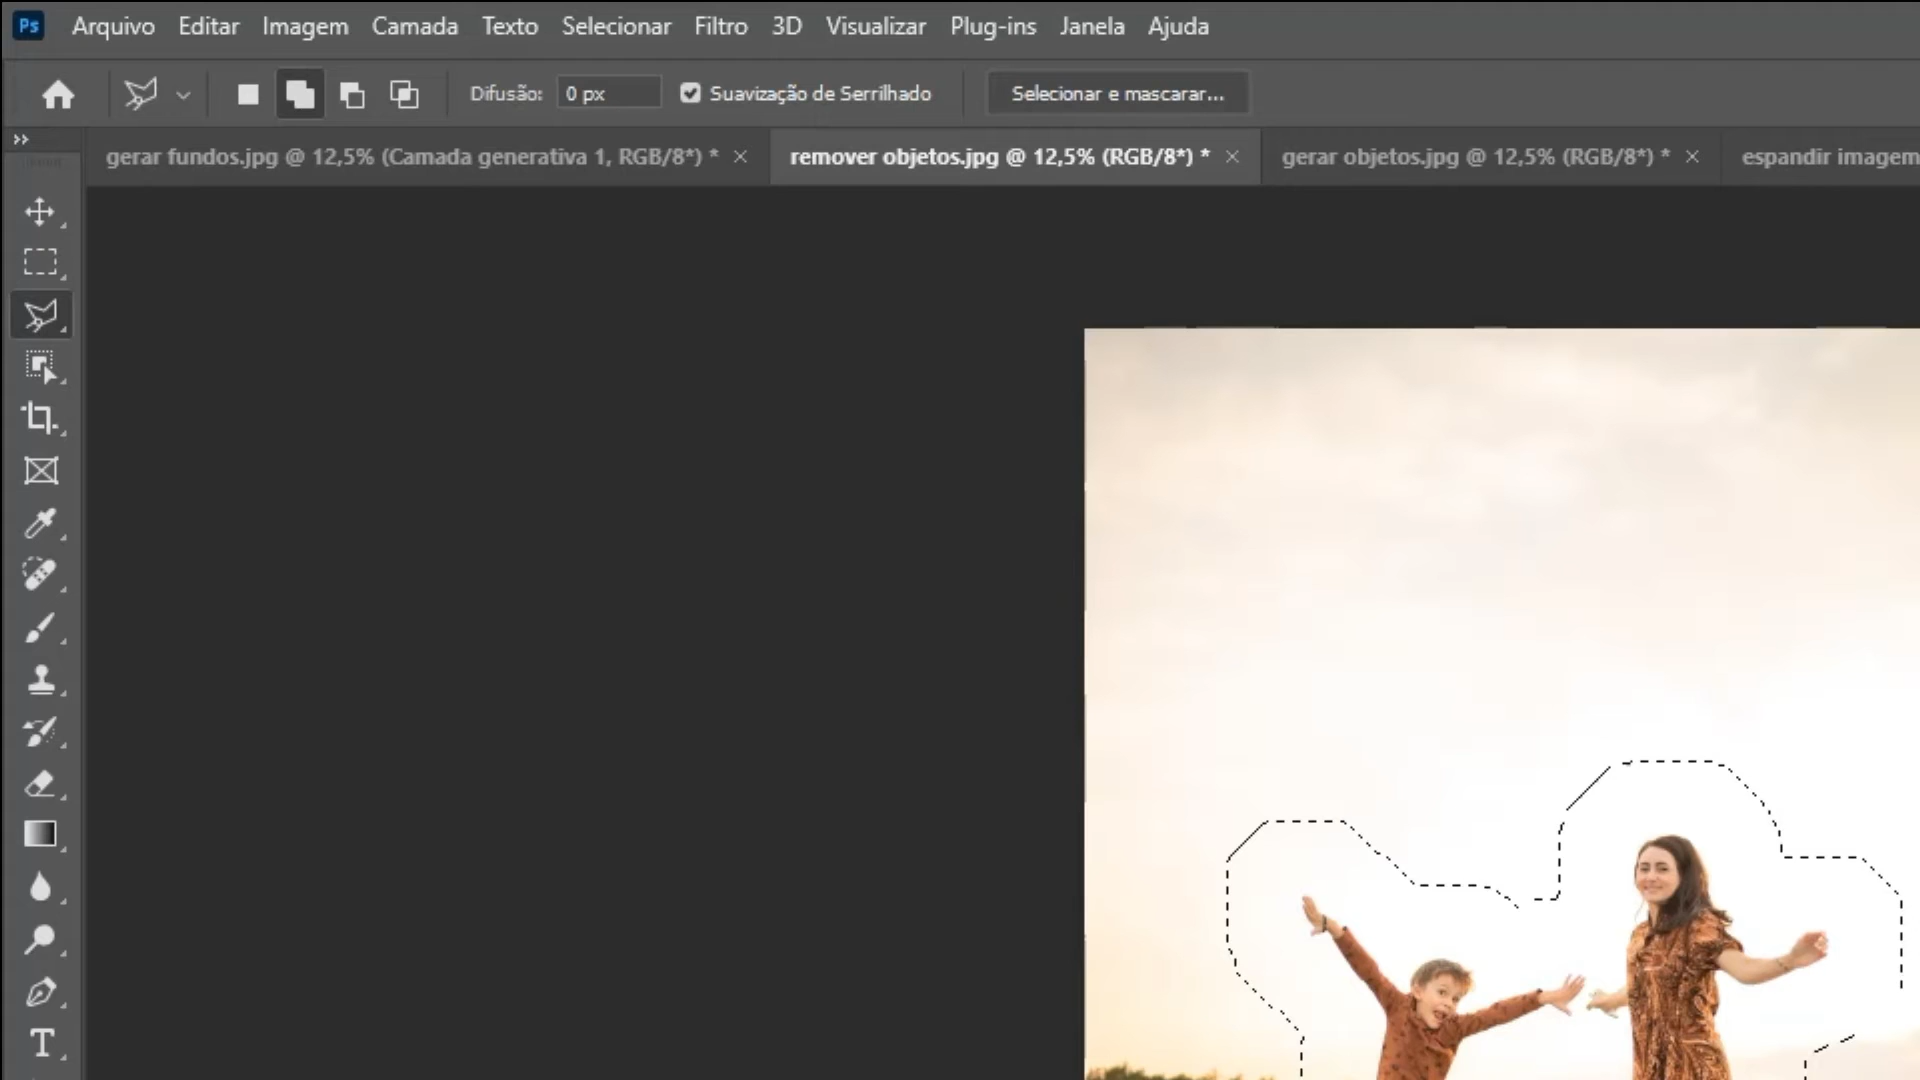 Ps Arquivo Editar Imagem Camada Texto Selecionar Filtro 3D Visualizar Plug-ins Janela Ajuda
Difusão: 0 px Suavização de Serrilhado Selecionar e mascarar...
gerar fundos.jpg @ 12,5% (Camada generativa 1, RGB/8*) * remover objetos.jpg @ 12,5% (RGB/8*) * gerar objetos.jpg @ 12,5% (RGB/8*) * espandir imagem